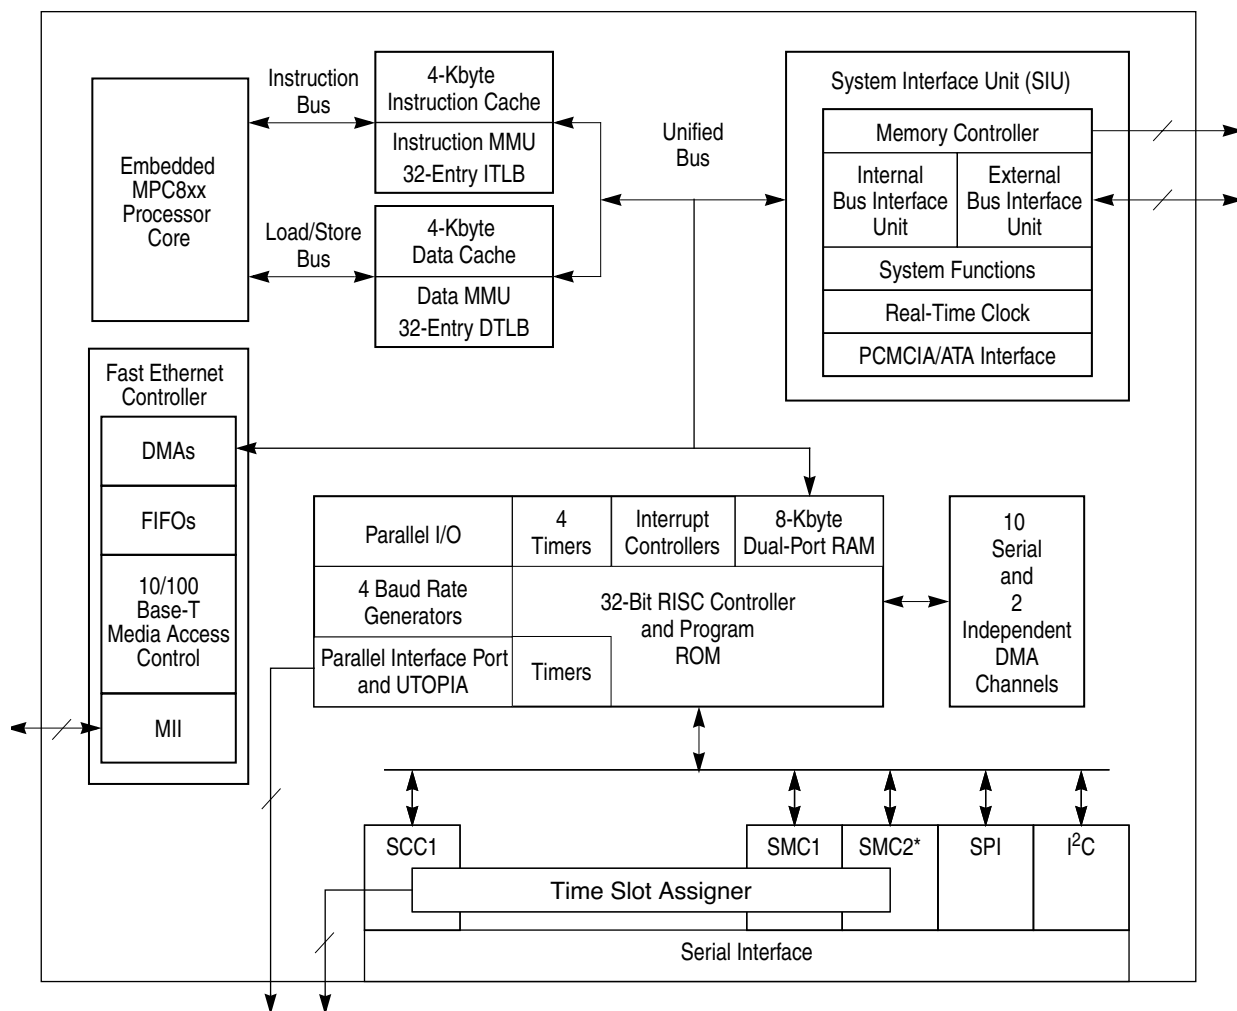 Embedded
MPC8xx
Processor
Core
Instruction
Bus
Load/Store
Bus
4-Kbyte
Instruction Cache
Instruction MMU
32-Entry ITLB
4-Kbyte
Data Cache
Data MMU
32-Entry DTLB
Unified
Bus
System Interface Unit (SIU)
Memory Controller
Internal
Bus Interface
Unit
External
Bus Interface
Unit
System Functions
Real-Time Clock
PCMCIA/ATA Interface
Fast Ethernet
Controller
DMAs
FIFOs
10/100
Base-T
Media Access
Control
MII
Parallel I/O
4
Timers
Interrupt
Controllers
8-Kbyte
Dual-Port RAM
4 Baud Rate
Generators
32-Bit RISC Controller
and Program
ROM
Parallel Interface Port
and UTOPIA
Timers
10
Serial
and
2
Independent
DMA
Channels
SCC1
SMC1
SMC2*
SPI
I²C
Time Slot Assigner
Serial Interface